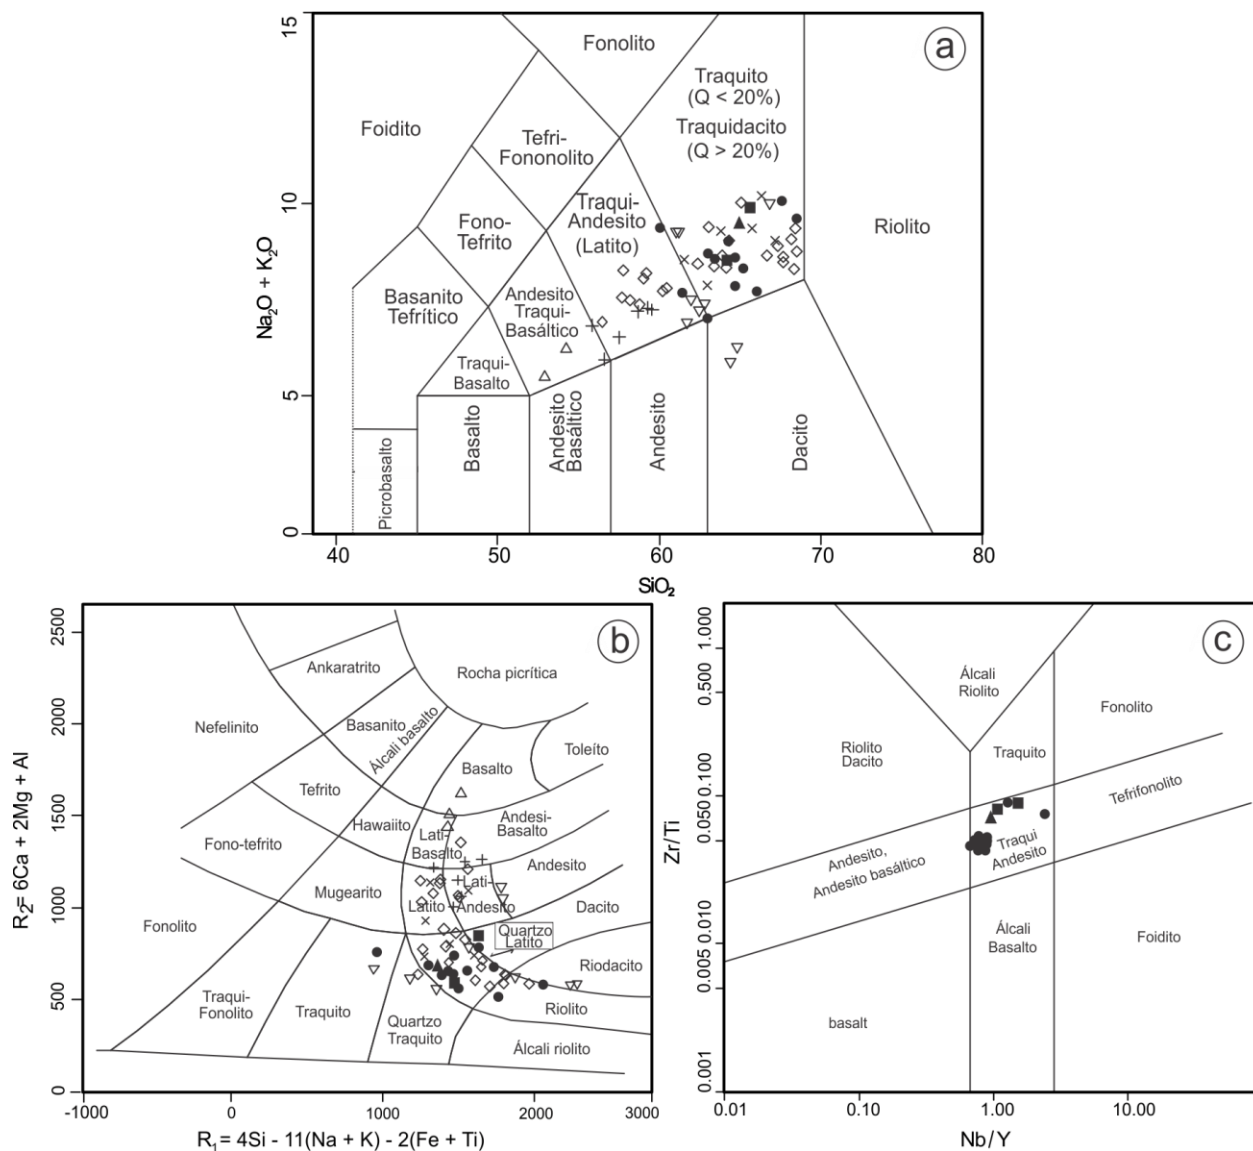 a
15
10
5
0
Na₂O + K₂O
Fonolito
Traquito
(Q < 20%)
Traquidacito
(Q > 20%)
Foidito
Tefri-
Fononolito
Traqui-
Andesito
(Latito)
Riolito
Fono-
Tefrito
Basanito
Tefrítico
Andesito
Traqui-
Basáltico
Traqui-
Basalto
Picrobasalto
Basalto
Andesito
Basáltico
Andesito
Dacito
40
50
60
70
80
SiO₂
b
2500
2000
1500
1000
500
0
R₂= 6Ca + 2Mg + Al
Ankaratrito
Rocha picrítica
Nefelinito
Basanito
Álcali basalto
Toleíto
Basalto
Tefrito
Hawaiito
Lati-
Basalto
Andesi-
Basalto
Fono-tefrito
Mugearito
Latito
Lati-
Andesito
Andesito
Dacito
Quartzo
Latito
Fonolito
Riodacito
Traqui-
Fonolito
Traquito
Quartzo
Traquito
Riolito
Álcali riolito
-1000
0
1000
2000
3000
R₁= 4Si - 11(Na + K) - 2(Fe + Ti)
c
1.000
0.500
0.100
0.050
0.010
0.005
0.001
Zr/Ti
Álcali
Riolito
Fonolito
Riolito
Dacito
Traquito
Tefrifonolito
Andesito,
Andesito basáltico
Traqui
Andesito
Álcali
Basalto
Foidito
basalt
0.01
0.10
1.00
10.00
Nb/Y